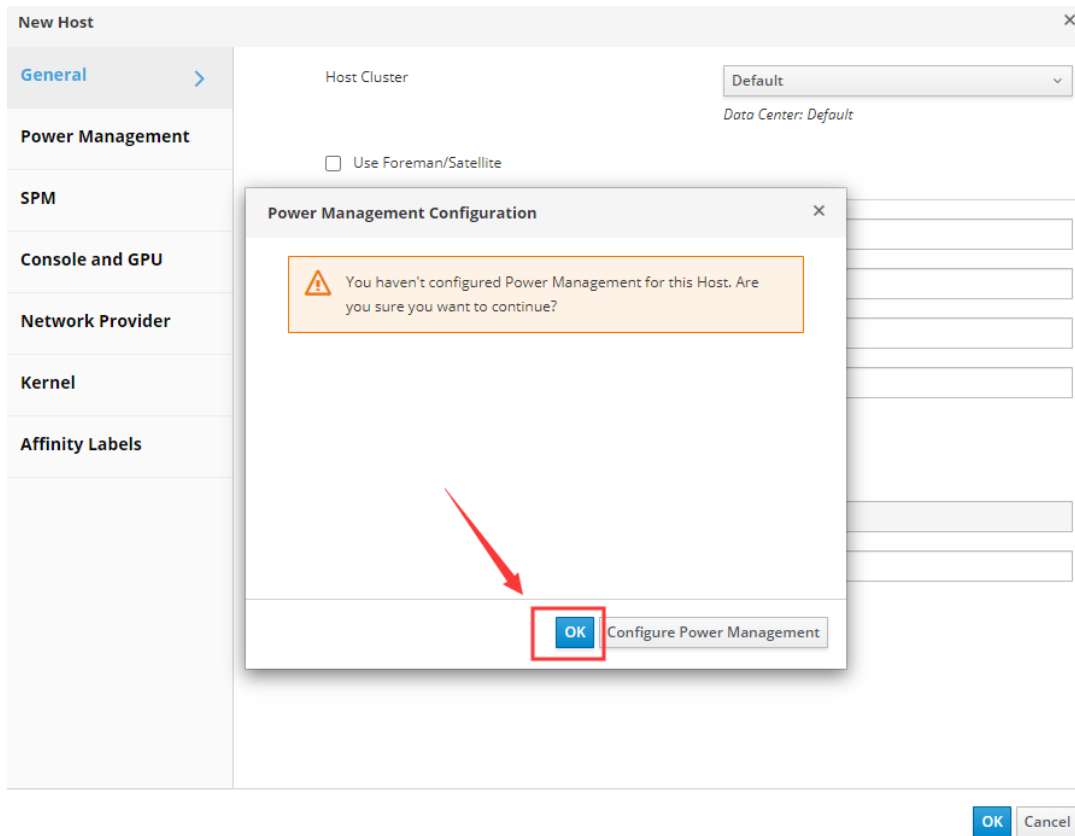 New Host
General
Power Management
SPM
Console and GPU
Network Provider
Kernel
Affinity Labels
Host Cluster
Default
Data Center: Default
Use Foreman/Satellite
Power Management Configuration
You haven't configured Power Management for this Host. Are
you sure you want to continue?
OK
Configure Power Management
OK
Cancel